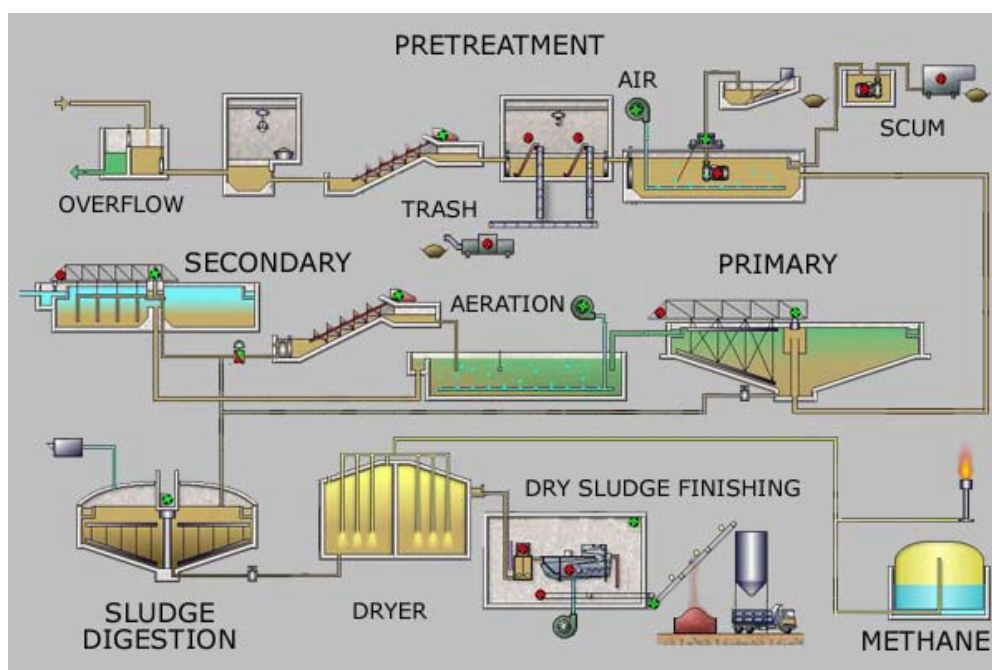 PRETREATMENT
AIR
SCUM
OVERFLOW
TRASH
SECONDARY
PRIMARY
AERATION
DRY SLUDGE FINISHING
SLUDGE
DIGESTION
DRYER
METHANE